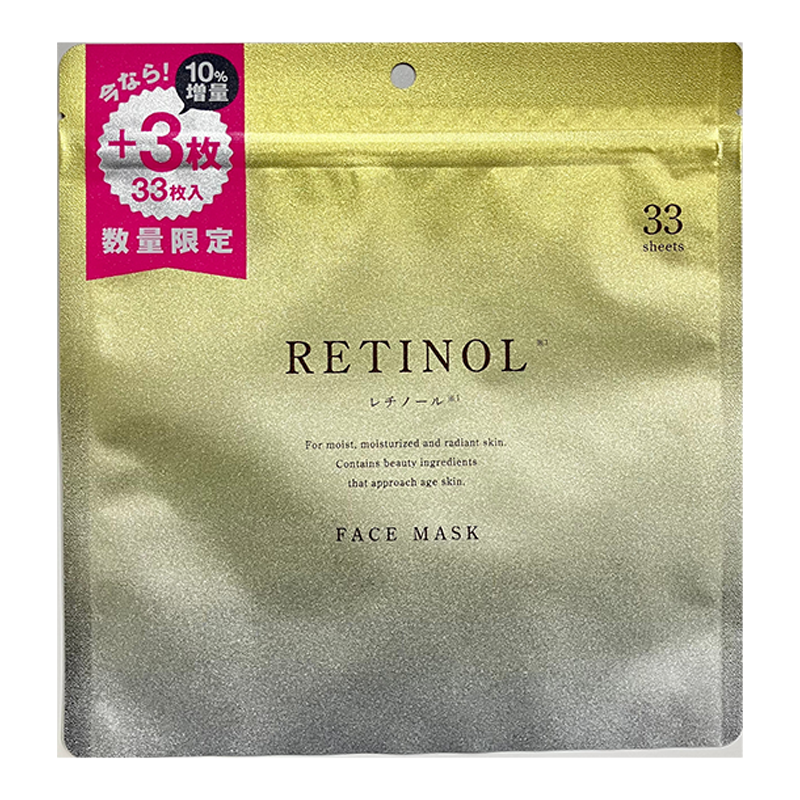 今なら!
10%
増量
+3枚
33枚入
数量限定
33
sheets
RETINOL
レチノール
For moist, moisturized and radiant skin.
Contains beauty ingredients
that approach age skin.
FACE MASK